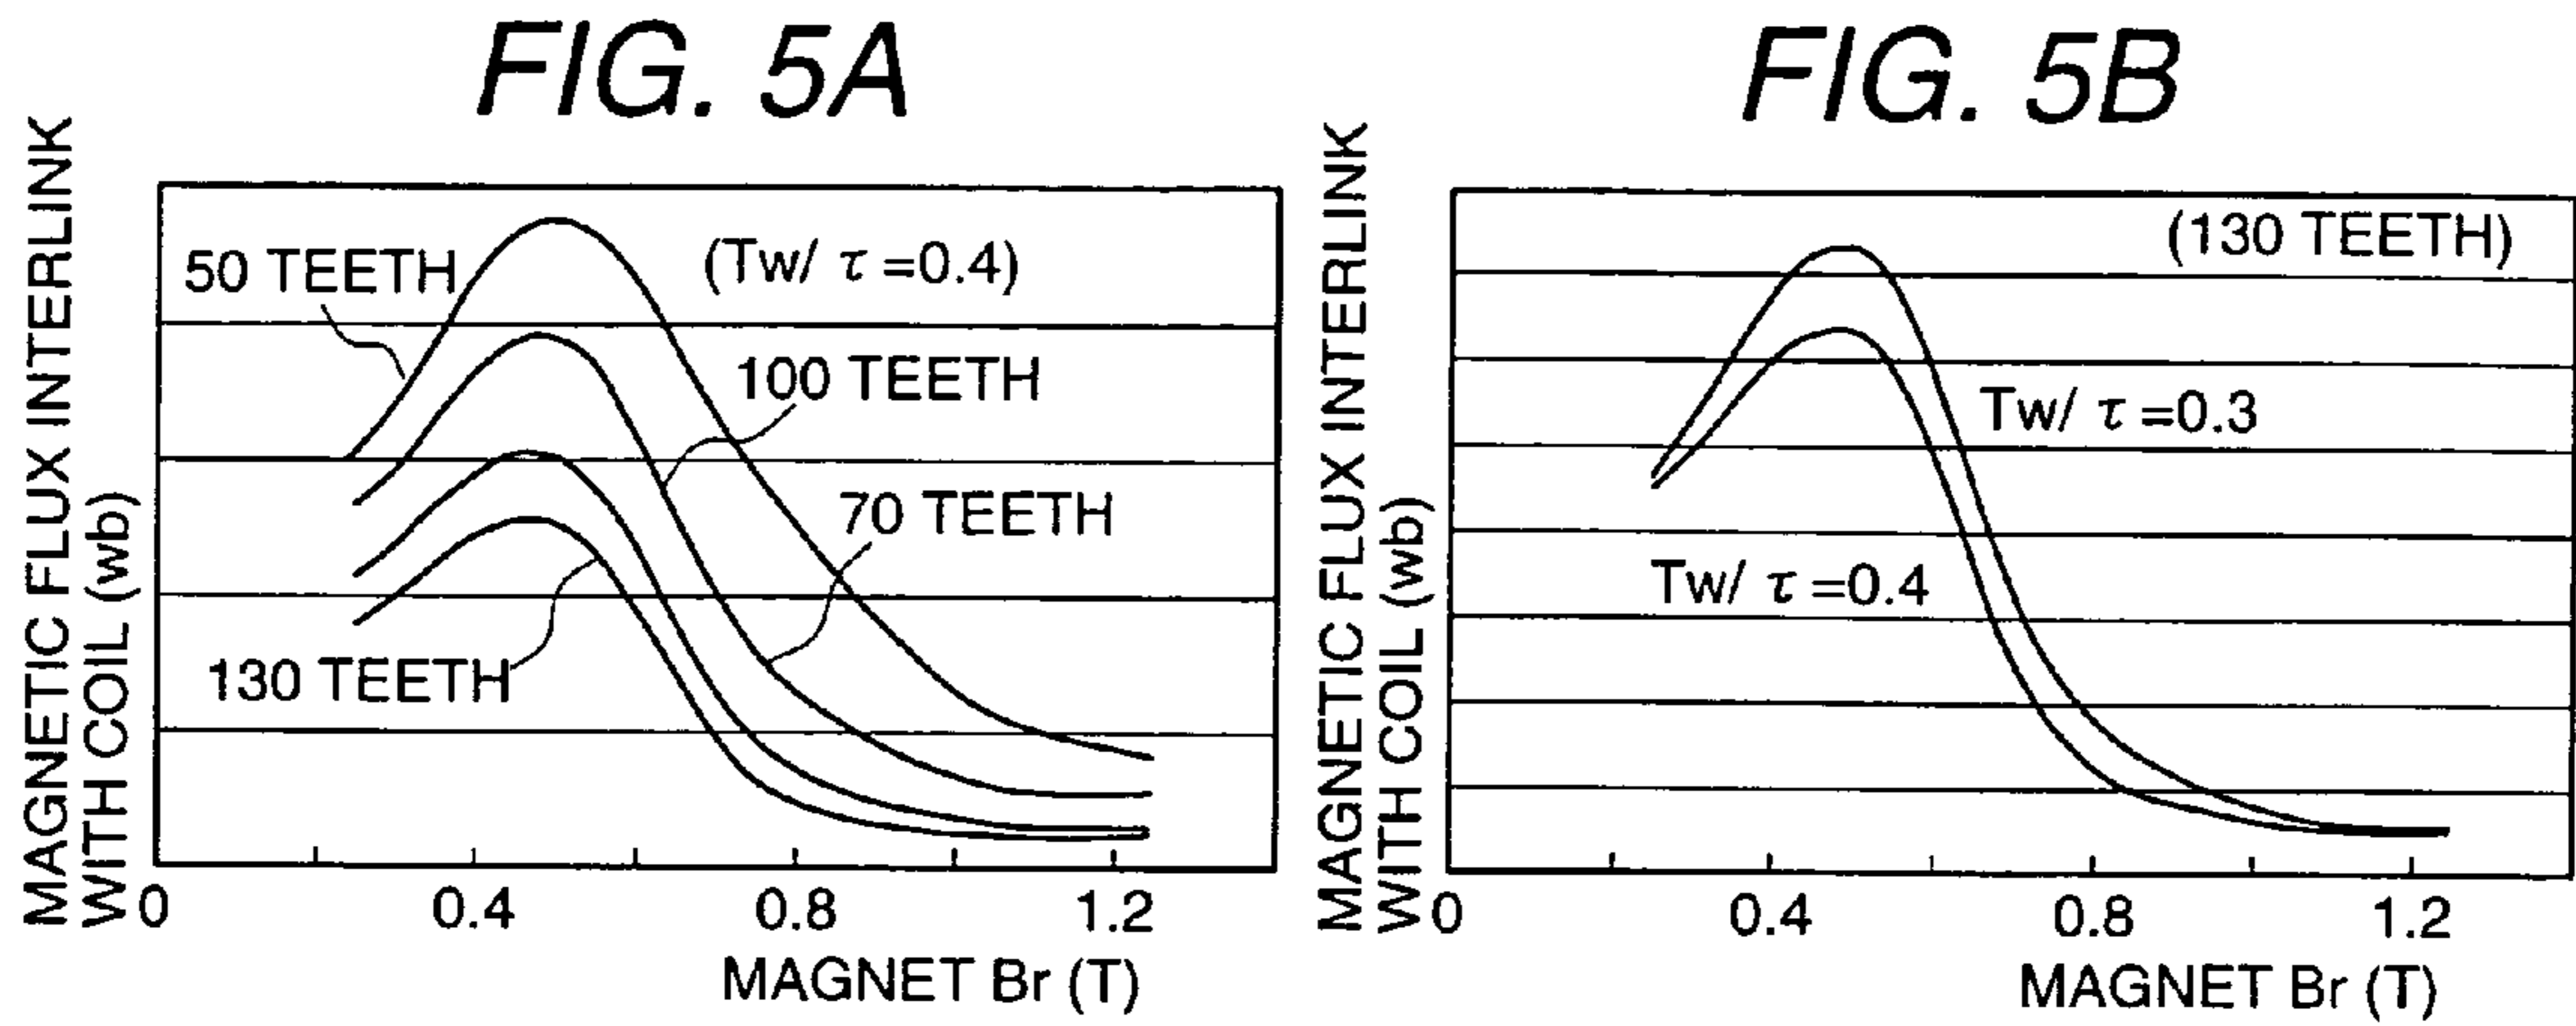 FIG. 5A
MAGNETIC FLUX INTERLINK
WITH COIL (wb)
50 TEETH
(Tw/ τ =0.4)
100 TEETH
70 TEETH
130 TEETH
0 0.4 0.8 1.2
MAGNET Br (T)
FIG. 5B
MAGNETIC FLUX INTERLINK
WITH COIL (wb)
(130 TEETH)
Tw/ τ =0.3
Tw/ τ =0.4
0 0.4 0.8 1.2
MAGNET Br (T)